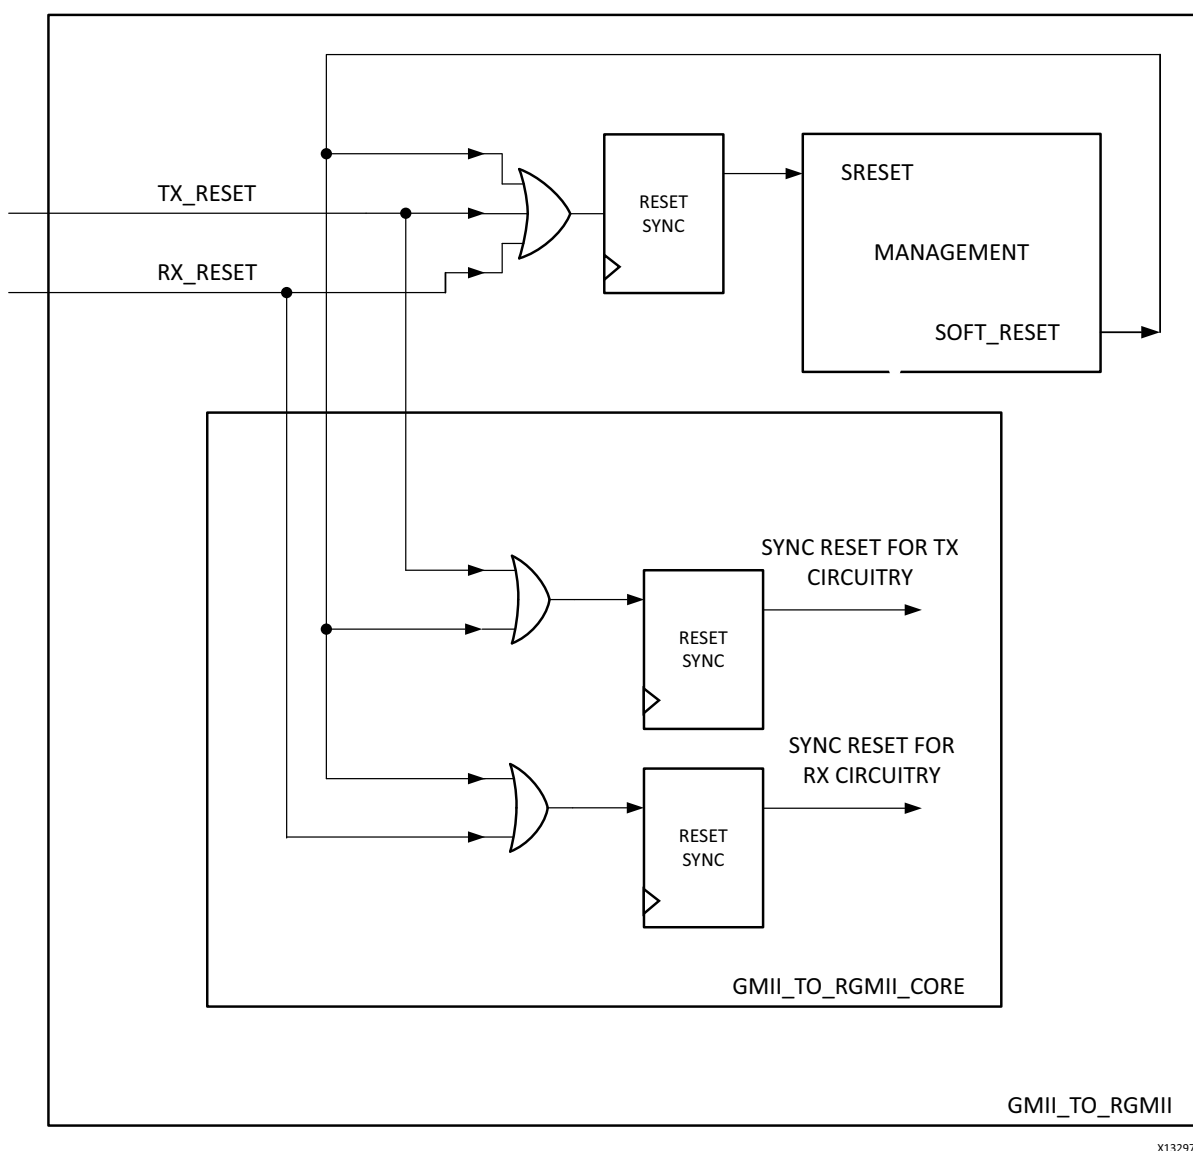 TX_RESET
RX_RESET
RESET
SYNC
SRESET
MANAGEMENT
SOFT_RESET
SYNC RESET FOR TX
CIRCUITRY
RESET
SYNC
SYNC RESET FOR
RX CIRCUITRY
RESET
SYNC
GMII_TO_RGMII_CORE
GMII_TO_RGMII
X13297